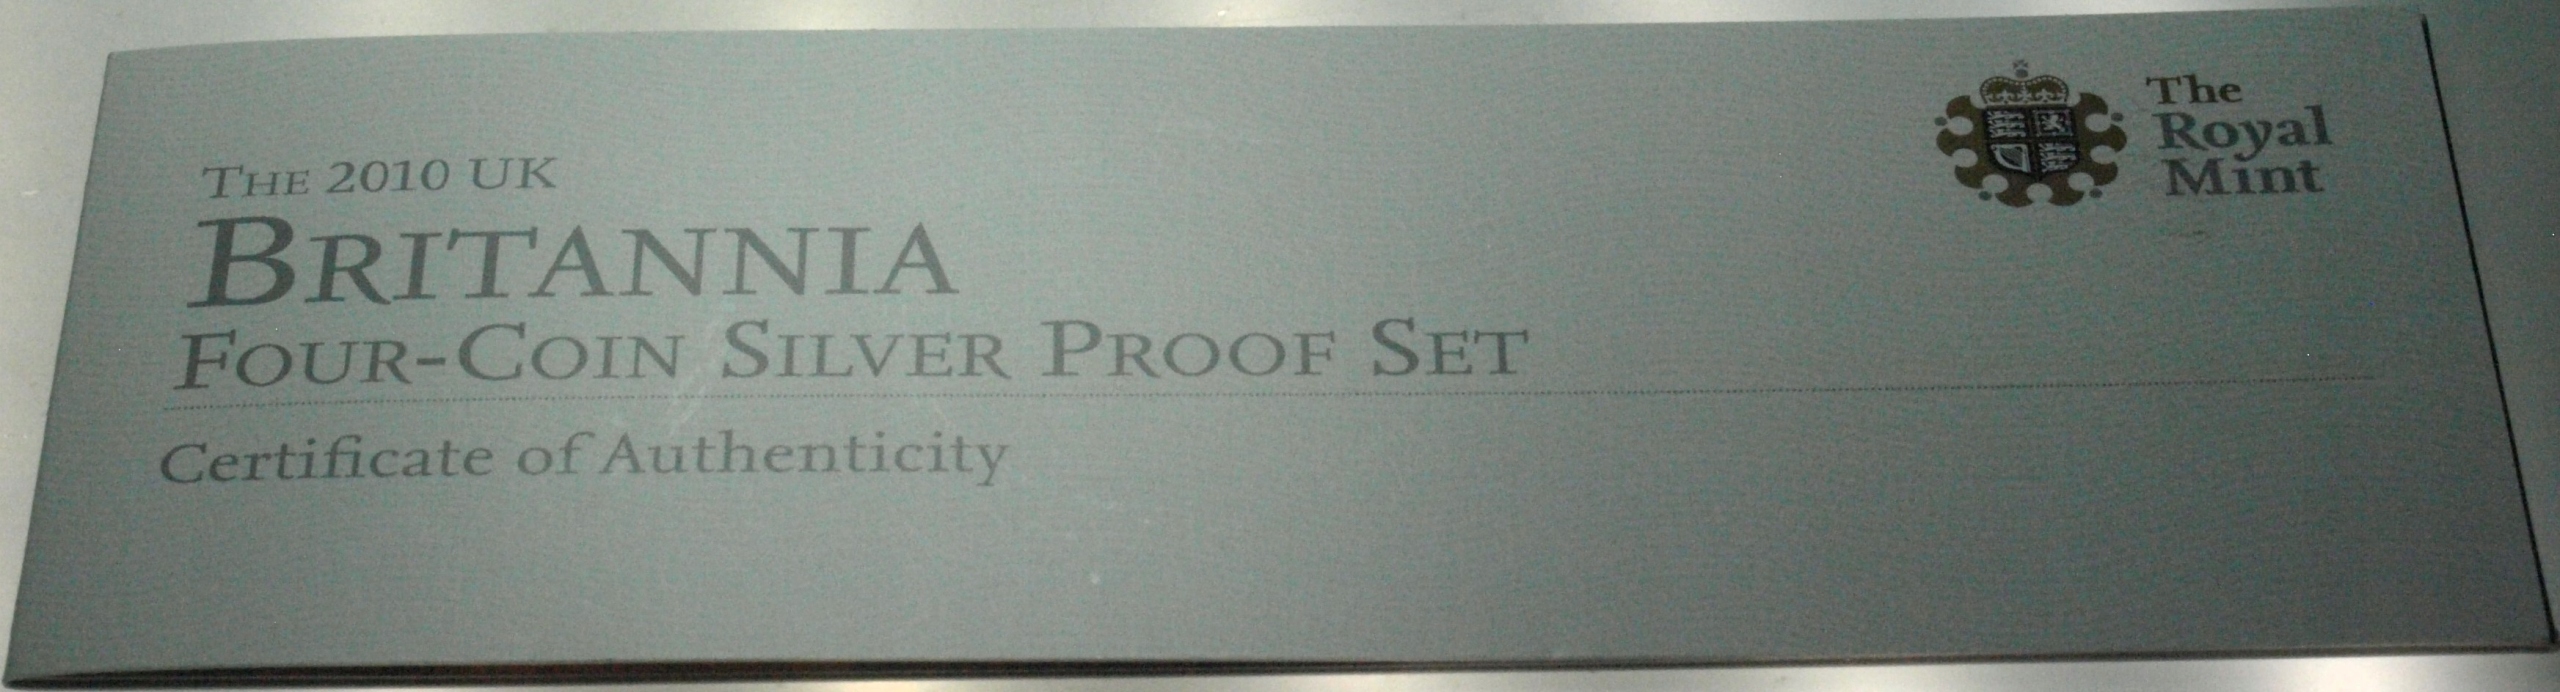 THE 2010 UK
BRITANNIA
FOUR-COIN SILVER PROOF SET
Certificate of Authenticity
The
Royal
Mint